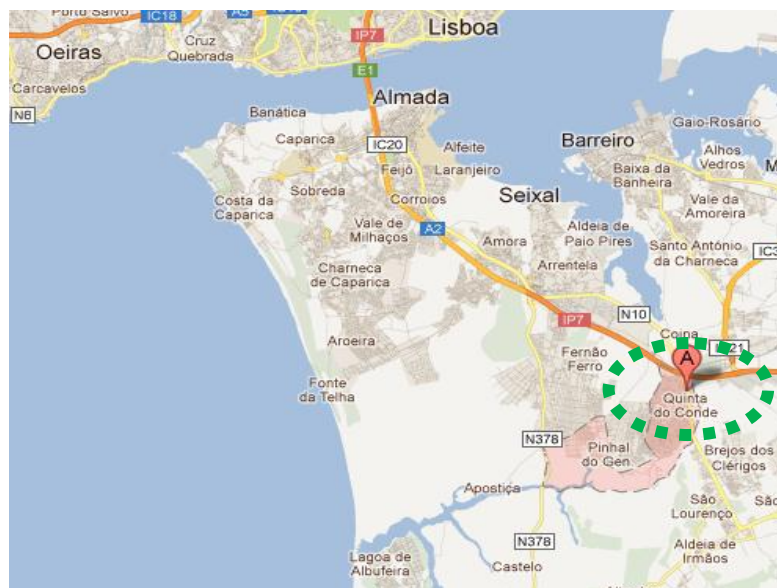 Porto Salvo
IC18
A5
Lisboa
Oeiras
Cruz
Quebrada
IP7
Carcavelos
E1
N6
Almada
Banática
Gaio-Rosário
Caparica
IC20
Alfeite
Barreiro
Alhos
Vedros
Feijó
Laranjeiro
Baixa da
Banheira
M
Sobreda
Costa da
Caparica
Corroios
Seixal
Vale da
Amoreira
Vale de
Milhaços
A2
Aldeia de
Paio Pires
Amora
Santo António
da Charneca
IC3
Charneca
de Caparica
Arrentela
N10
Aroeira
IP7
Coina
21
Fernão
Ferro
A
Fonte
da Telha
Quinta
do Conde
N378
Pinhal
do Gen.
Brejos dos
Clérigos
Apostiça
São
Lourenço
Sã
N378
Aldeia de
Irmãos
Lagoa de
Albufeira
Castelo